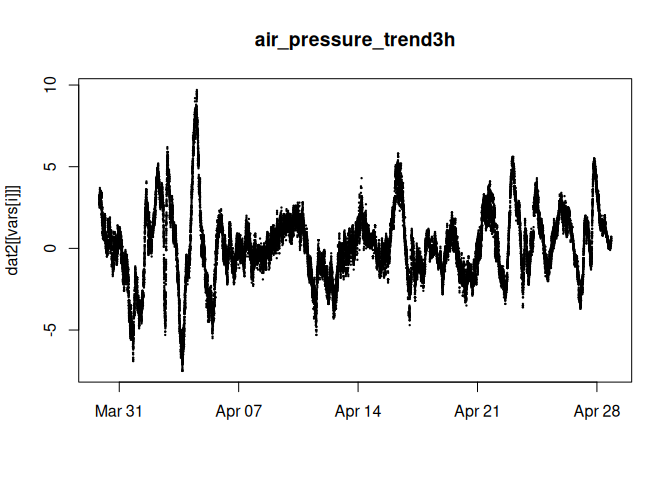 air_pressure_trend3h
dat2[[vars[i]]]
10
5
0
-5
Mar 31
Apr 07
Apr 14
Apr 21
Apr 28